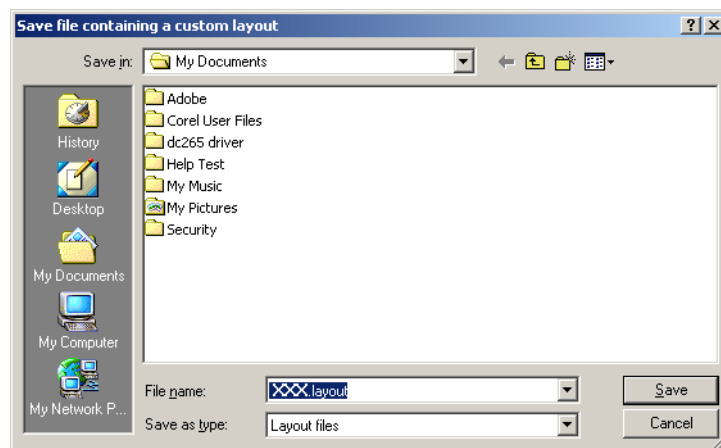 Save file containing a custom layout
Save in:
My Documents
History
Desktop
My Documents
My Computer
My Network P...
Adobe
Corel User Files
dc265 driver
Help Test
My Music
My Pictures
Security
File name:
XXX.layout
Save
Save as type:
Layout files
Cancel